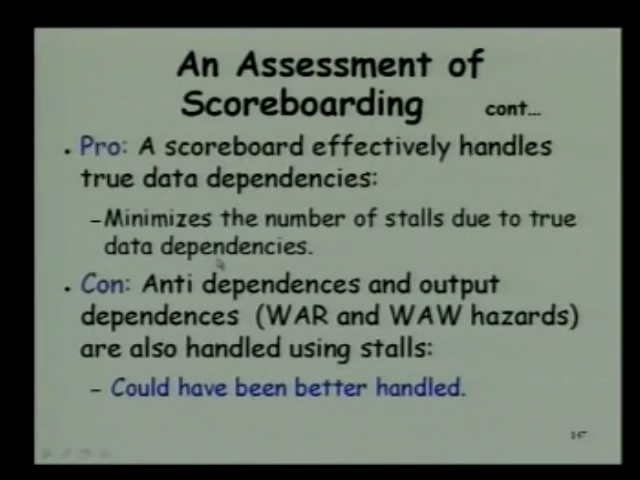 An Assessment of
Scoreboarding cont...
. Pro: A scoreboard effectively handles
true data dependencies:
–Minimizes the number of stalls due to true
data dependencies.
. Con: Anti dependences and output
dependences (WAR and WAW hazards)
are also handled using stalls:
– Could have been better handled.
147